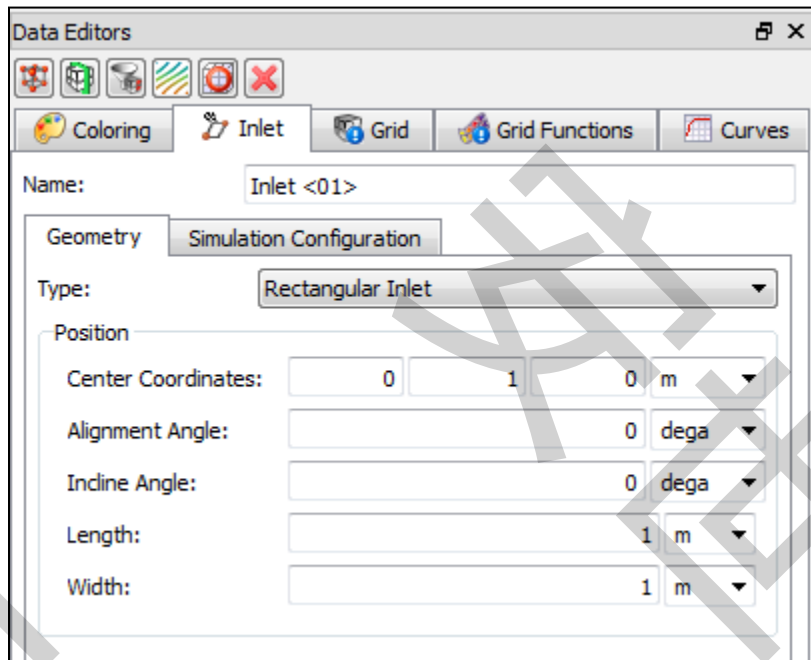 Data Editors
Coloring Inlet Grid Grid Functions Curves
Name: Inlet <01>
Geometry Simulation Configuration
Type: Rectangular Inlet
Position
Center Coordinates: 0 1 0 m
Alignment Angle: 0 dega
Incline Angle: 0 dega
Length: 1 m
Width: 1 m